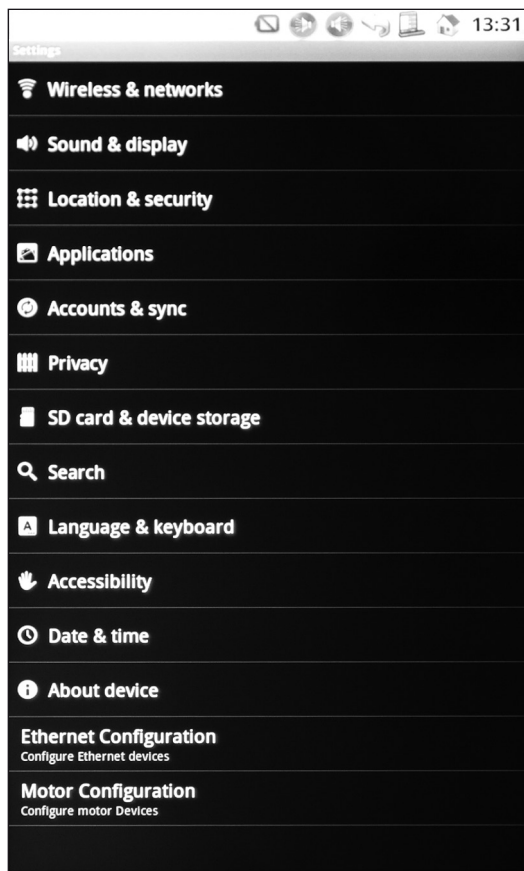 13:31
Settings
Wireless & networks
Sound & display
Location & security
Applications
Accounts & sync
Privacy
SD card & device storage
Search
A Language & keyboard
Accessibility
Date & time
About device
Ethernet Configuration
Configure Ethernet devices
Motor Configuration
Configure motor Devices